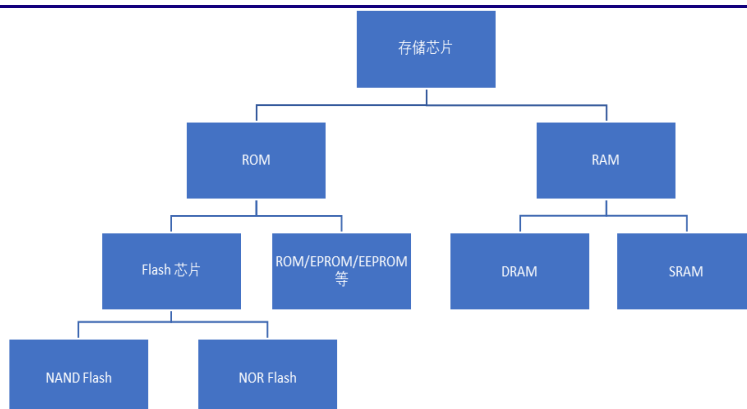 存储芯片
ROM
RAM
Flash 芯片
ROM/EPROM/EEPROM
等
DRAM
SRAM
NAND Flash
NOR Flash